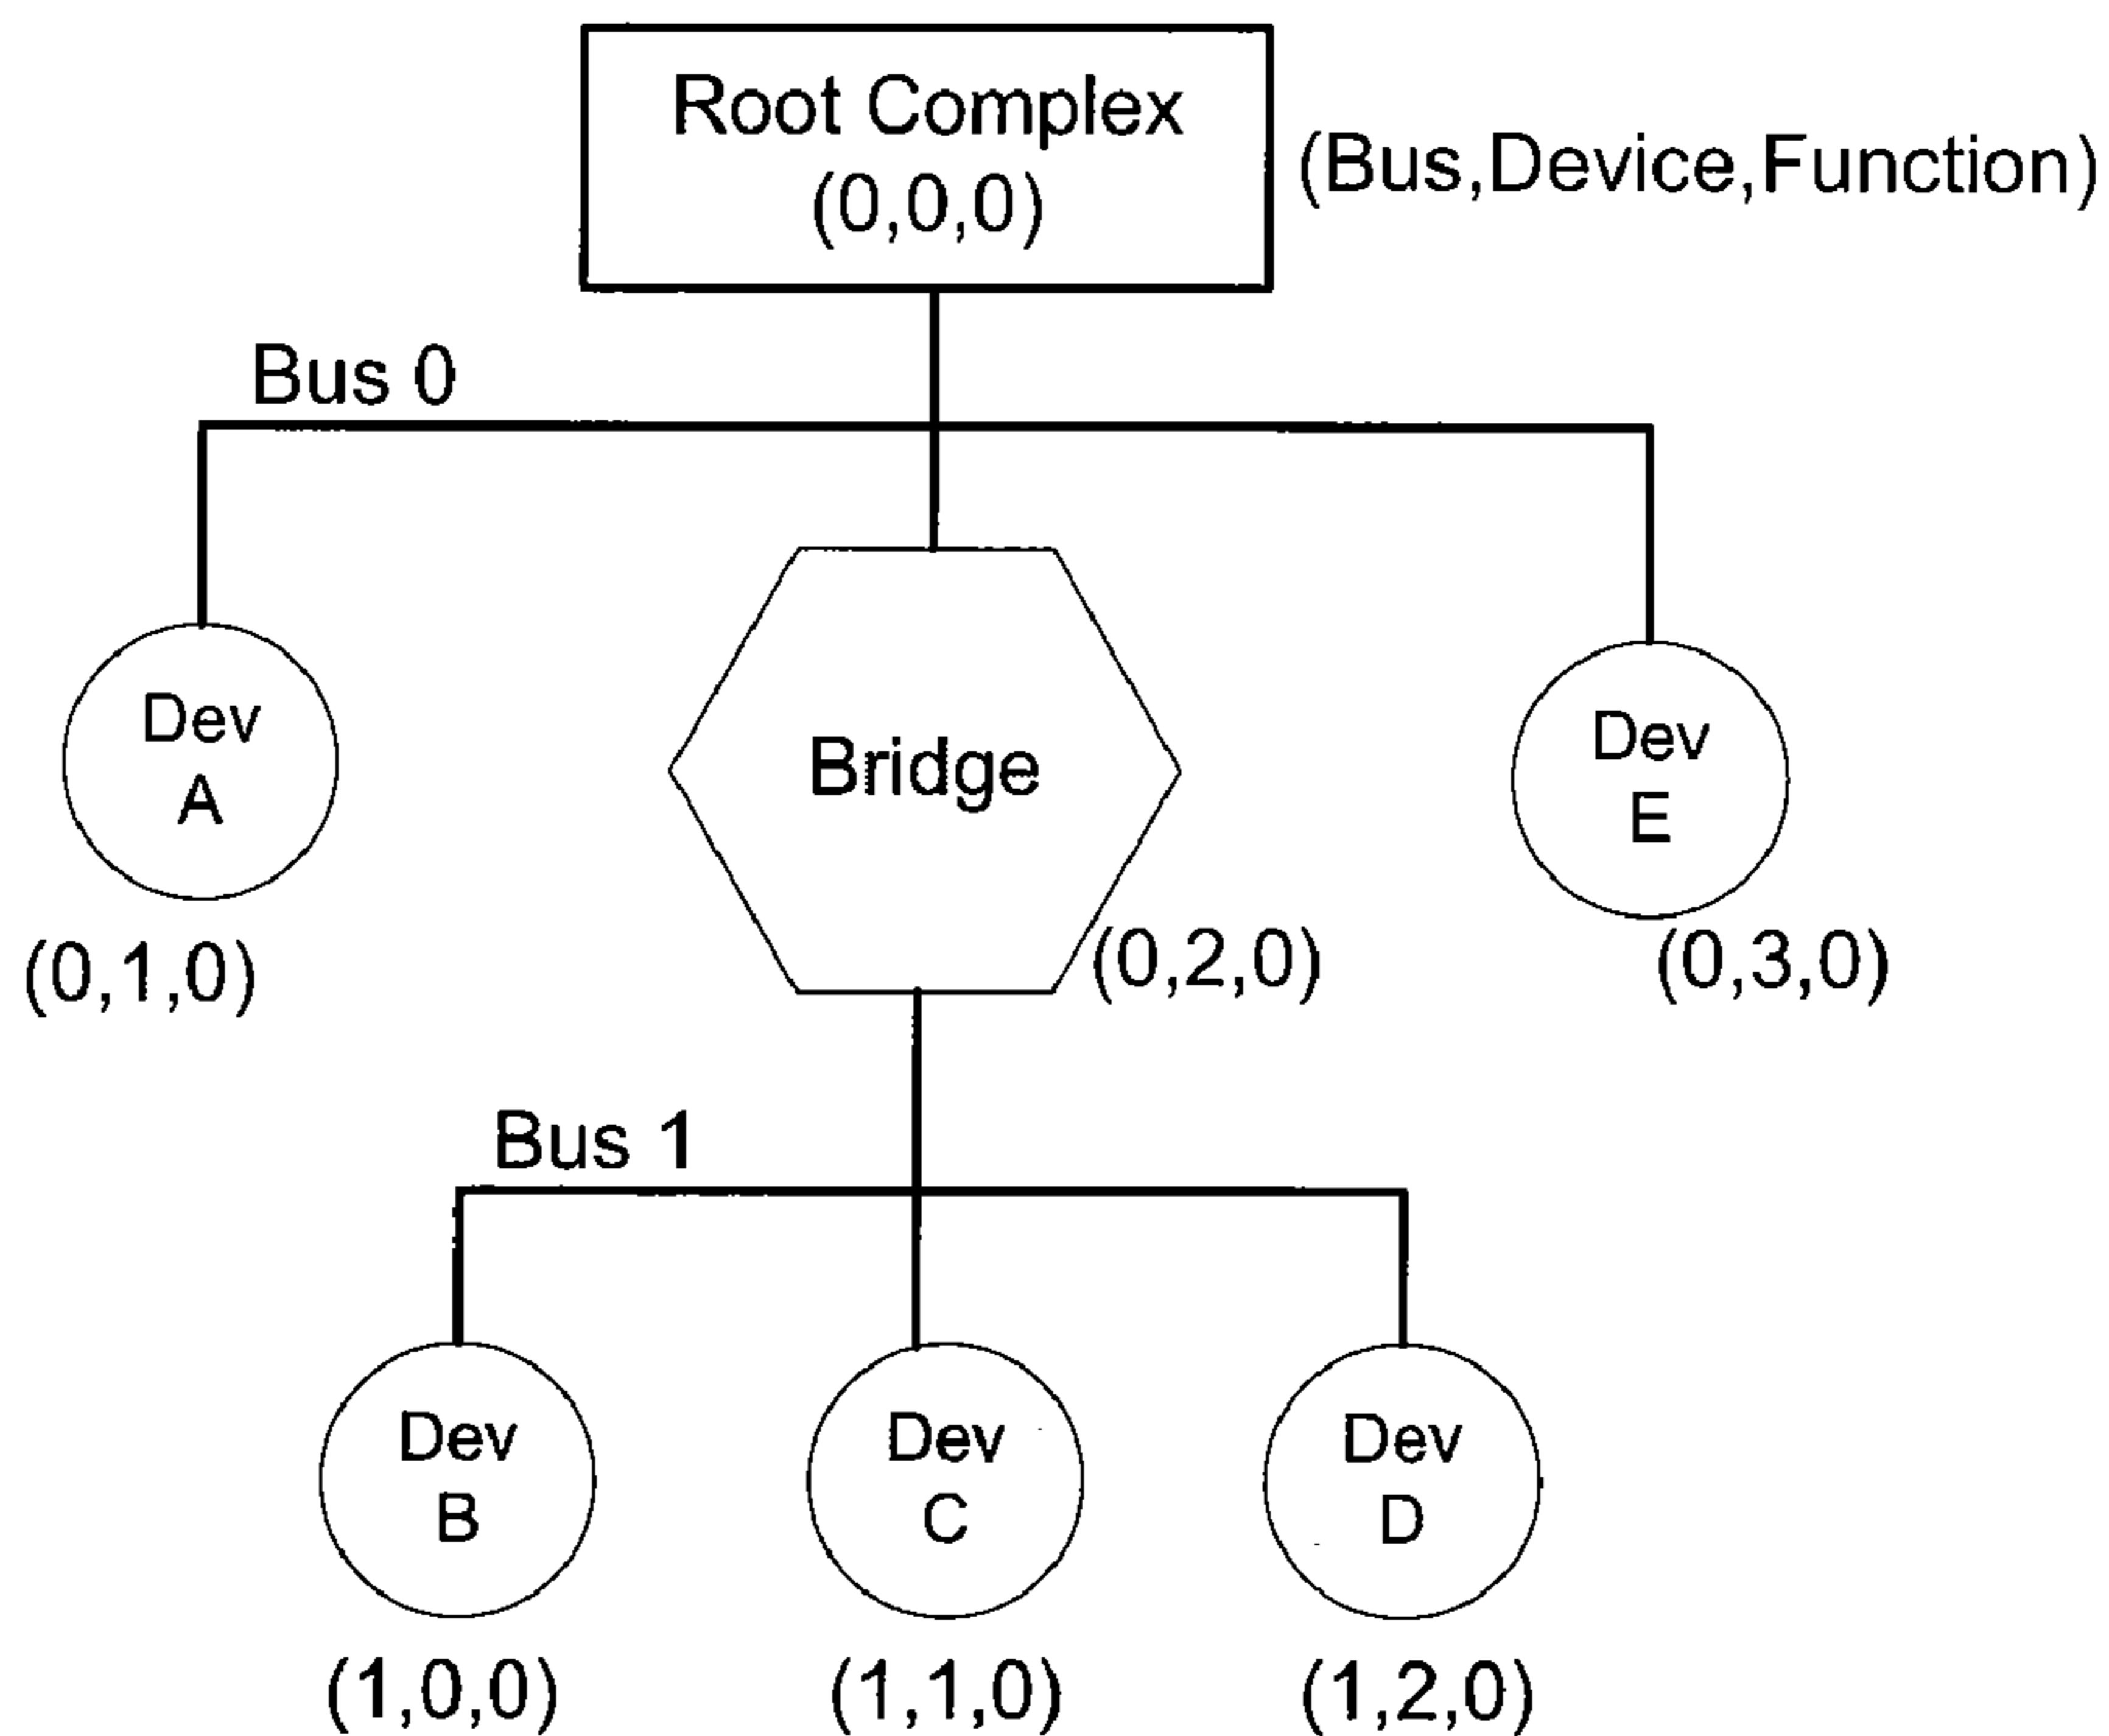 Root Complex
(0,0,0)
(Bus,Device,Function)
Bus 0
Dev
A
(0,1,0)
Bridge
(0,2,0)
Dev
E
(0,3,0)
Bus 1
Dev
B
(1,0,0)
Dev
C
(1,1,0)
Dev
D
(1,2,0)